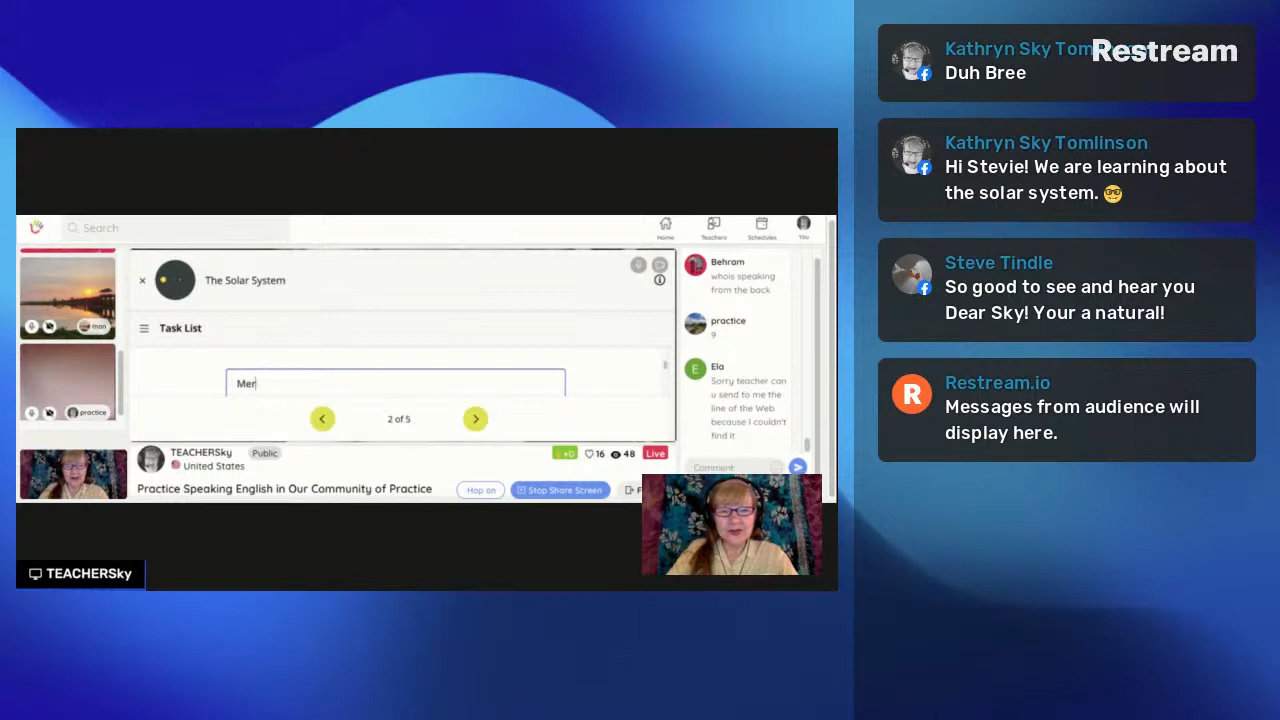 Restream
Kathryn Sky
Duh Bree
Kathryn Sky Tomlinson
Hi Stevie! We are learning about
the solar system. 🤓
Steve Tindle
So good to see and hear you
Dear Sky! Your a natural!
Restream.io
R
Messages from audience will
display here.
Search
Home
Teachers
Schedules
You
The Solar System
Task List
Mer
2 of 5
man
practice
Behram
whois speaking
from the back
practice
9
E
Ela
Sorry teacher can
u send to me the
line of the Web
because I couldn't
find it
Comment
TEACHERSky
Public
United States
+0
16
48
Live
Practice Speaking English in Our Community of Practice
Hop on
Stop Share Screen
F
TEACHERSky